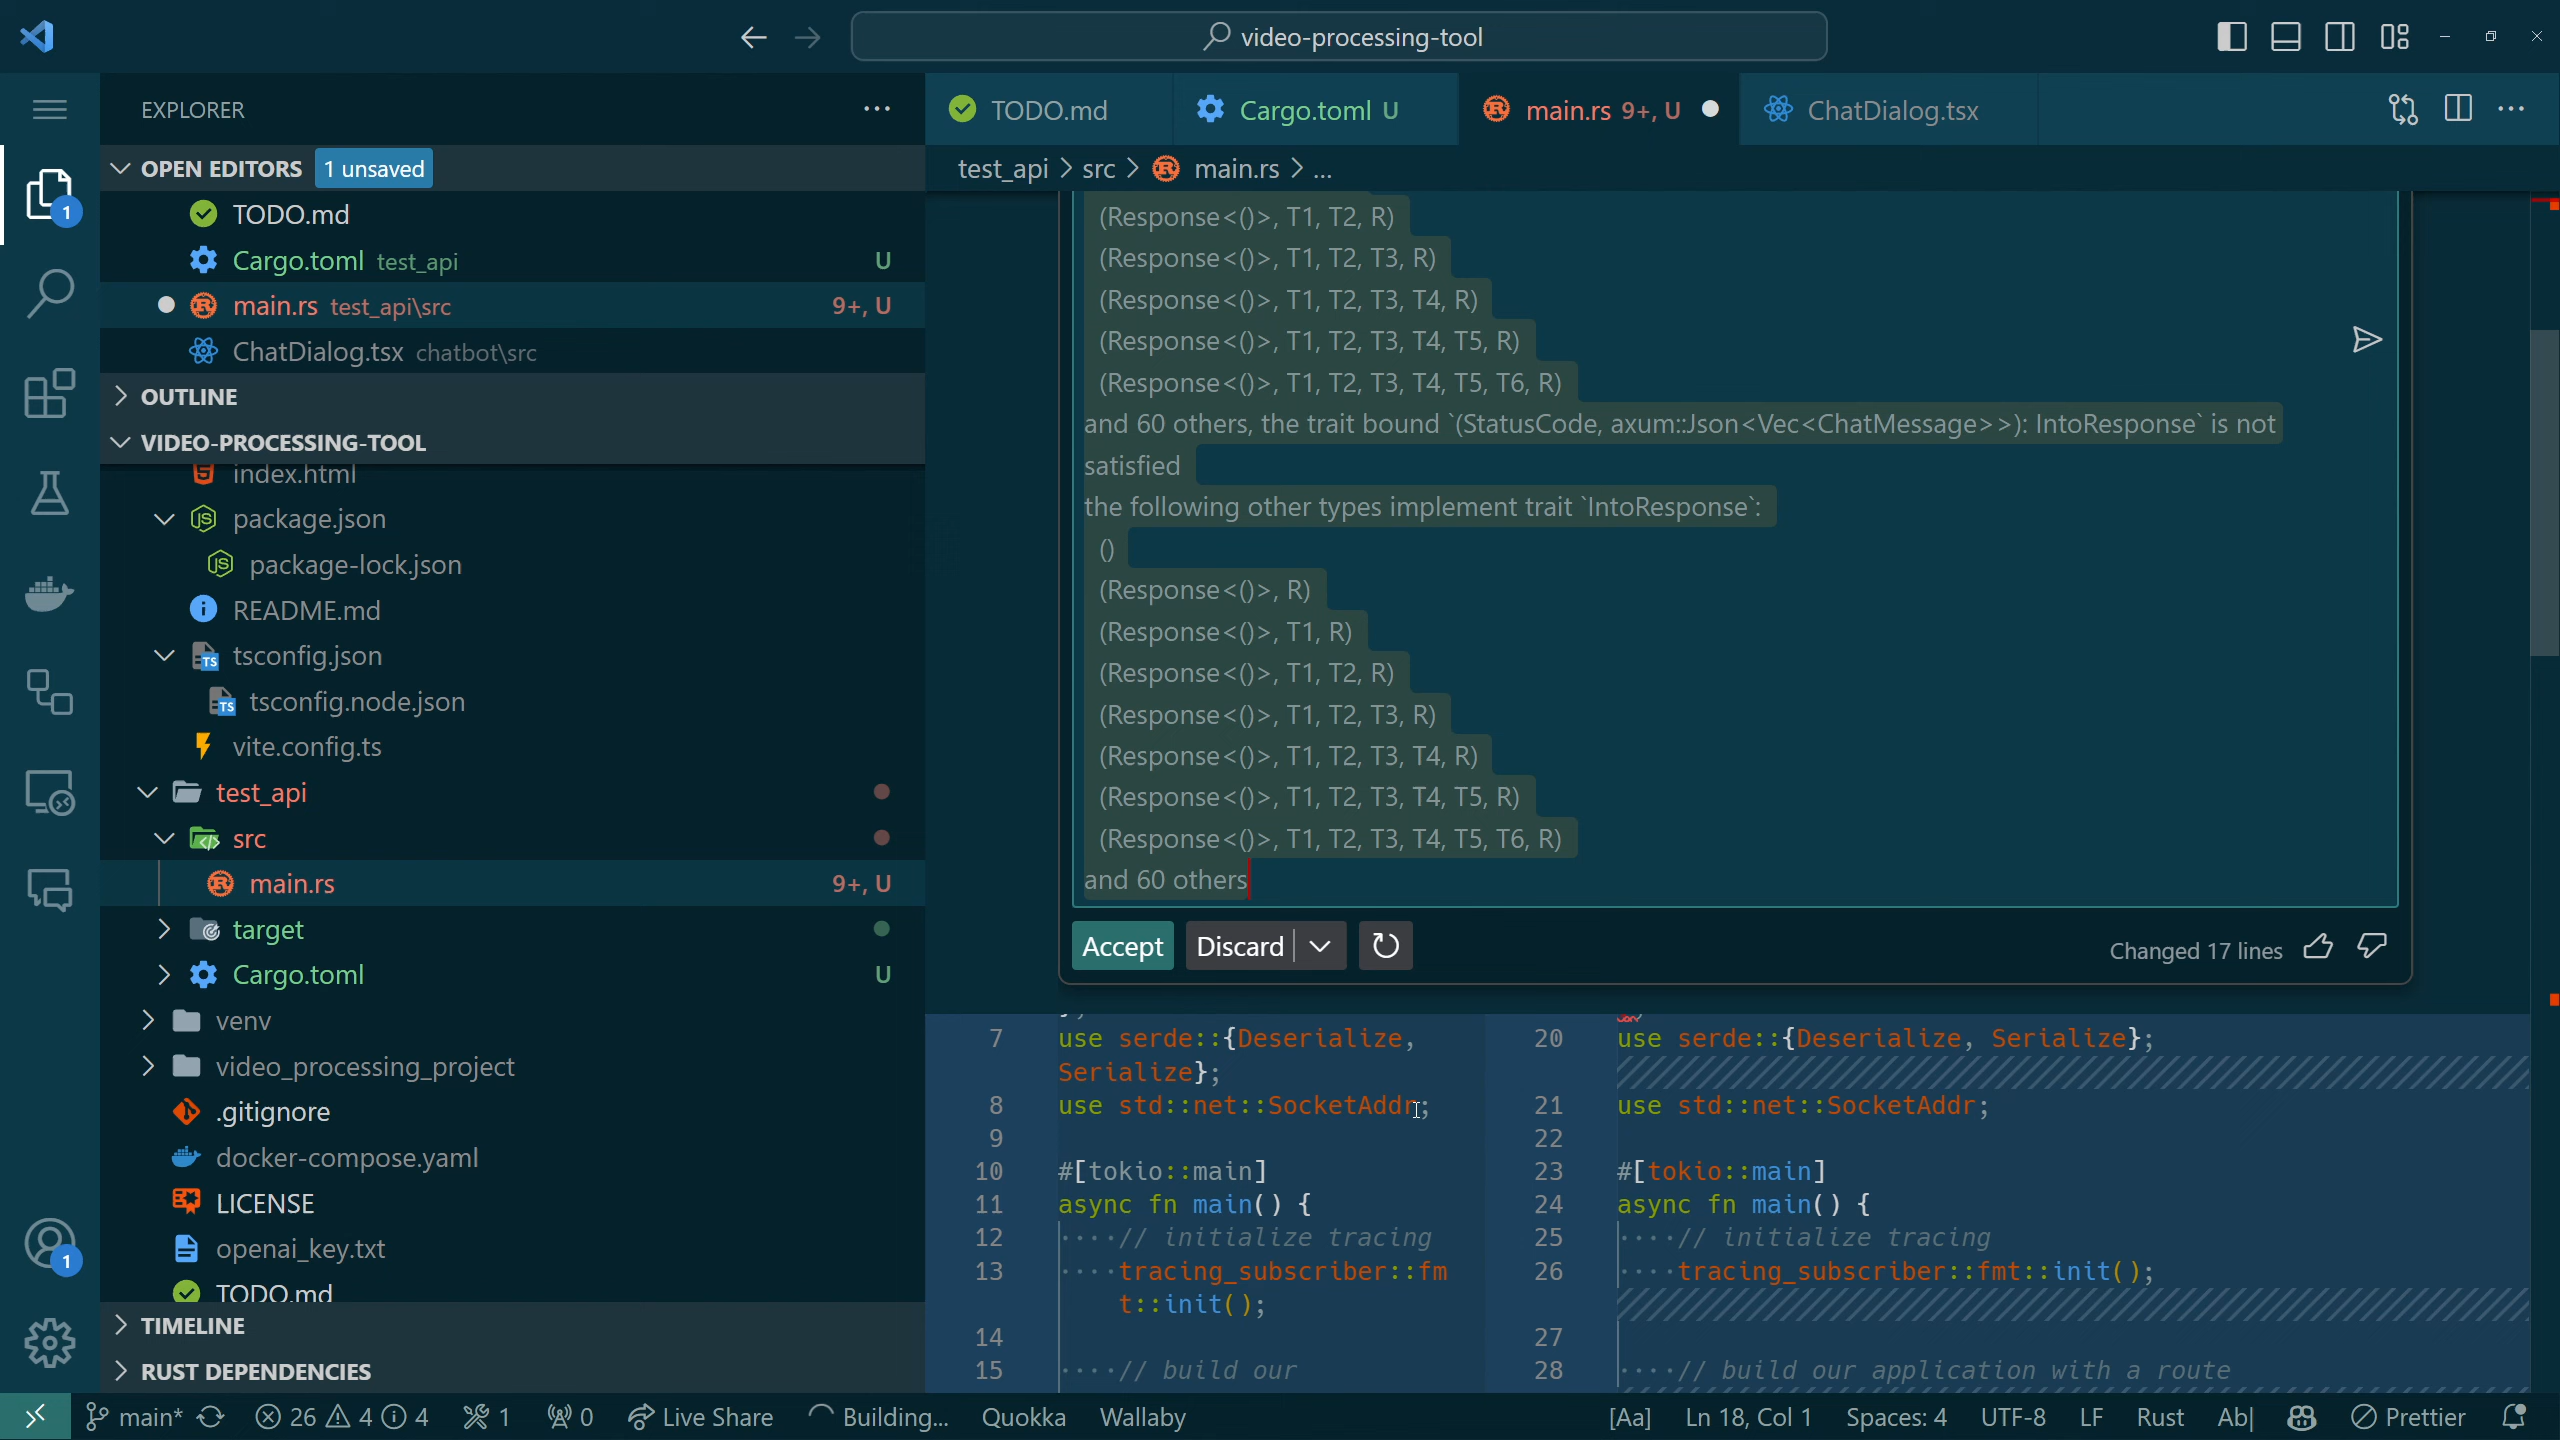 video-processing-tool
EXPLORER
OPEN EDITORS 1 unsaved
TODO.md
Cargo.toml test_api U
main.rs test_api\src 9+, U
ChatDialog.tsx chatbot\src
OUTLINE
VIDEO-PROCESSING-TOOL
index.html
package.json
package-lock.json
README.md
tsconfig.json
tsconfig.node.json
vite.config.ts
test_api
src
main.rs 9+, U
target
Cargo.toml U
venv
video_processing_project
.gitignore
docker-compose.yaml
LICENSE
openai_key.txt
TODO.md
TIMELINE
RUST DEPENDENCIES
1
1
TODO.md Cargo.toml U main.rs 9+, U ChatDialog.tsx
test_api > src > main.rs > ...
(Response<()>, T1, T2, R)
(Response<()>, T1, T2, T3, R)
(Response<()>, T1, T2, T3, T4, R)
(Response<()>, T1, T2, T3, T4, T5, R)
(Response<()>, T1, T2, T3, T4, T5, T6, R)
and 60 others, the trait bound `(StatusCode, axum::Json<Vec<ChatMessage>>): IntoResponse` is not
satisfied
the following other types implement trait `IntoResponse`:
()
(Response<()>, R)
(Response<()>, T1, R)
(Response<()>, T1, T2, R)
(Response<()>, T1, T2, T3, R)
(Response<()>, T1, T2, T3, T4, R)
(Response<()>, T1, T2, T3, T4, T5, R)
(Response<()>, T1, T2, T3, T4, T5, T6, R)
and 60 others
Accept Discard Changed 17 lines
7 use serde::{Deserialize,
Serialize};
8 use std::net::SocketAddr;
9
10 #[tokio::main]
11 async fn main() {
12 ····// initialize tracing
13 ····tracing_subscriber::fm
t::init();
14
15 ····// build our
20 use serde::{Deserialize, Serialize};
21 use std::net::SocketAddr;
22
23 #[tokio::main]
24 async fn main() {
25 ····// initialize tracing
26 ····tracing_subscriber::fmt::init();
27
28 ····// build our application with a route
main* 26 4 4 1 0 Live Share Building... Quokka Wallaby [Aa] Ln 18, Col 1 Spaces: 4 UTF-8 LF Rust Ab| Prettier